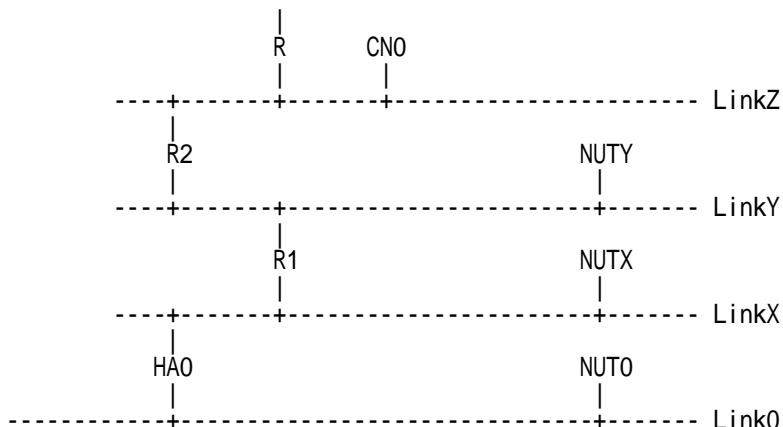 R CN0
LinkZ
R2 NUTY
LinkY
R1 NUTX
LinkX
HA0 NUT0
Link0